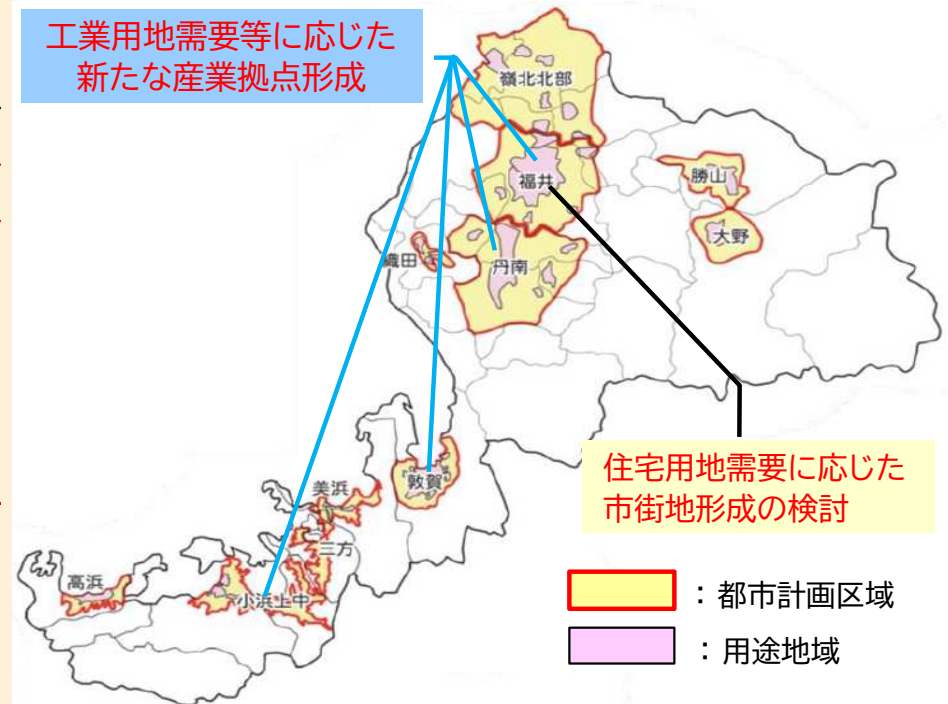 工業用地需要等に応じた
新たな産業拠点形成
嶺北北部
福井
勝山
大野
織田
丹南
敦賀
美浜
三方
高浜
小浜上中
住宅用地需要に応じた
市街地形成の検討
：都市計画区域
：用途地域